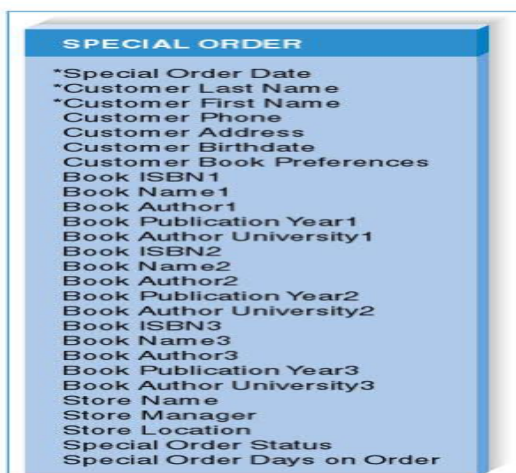 SPECIAL ORDER
*Special Order Date
*Customer Last Name
*Customer First Name
Customer Phone
Customer Address
Customer Birthdate
Customer Book Preferences
Book ISBN1
Book Name1
Book Author1
Book Publication Year1
Book Author University1
Book ISBN2
Book Name2
Book Author2
Book Publication Year2
Book Author University2
Book ISBN3
Book Name3
Book Author3
Book Publication Year3
Book Author University3
Store Name
Store Manager
Store Location
Special Order Status
Special Order Days on Order